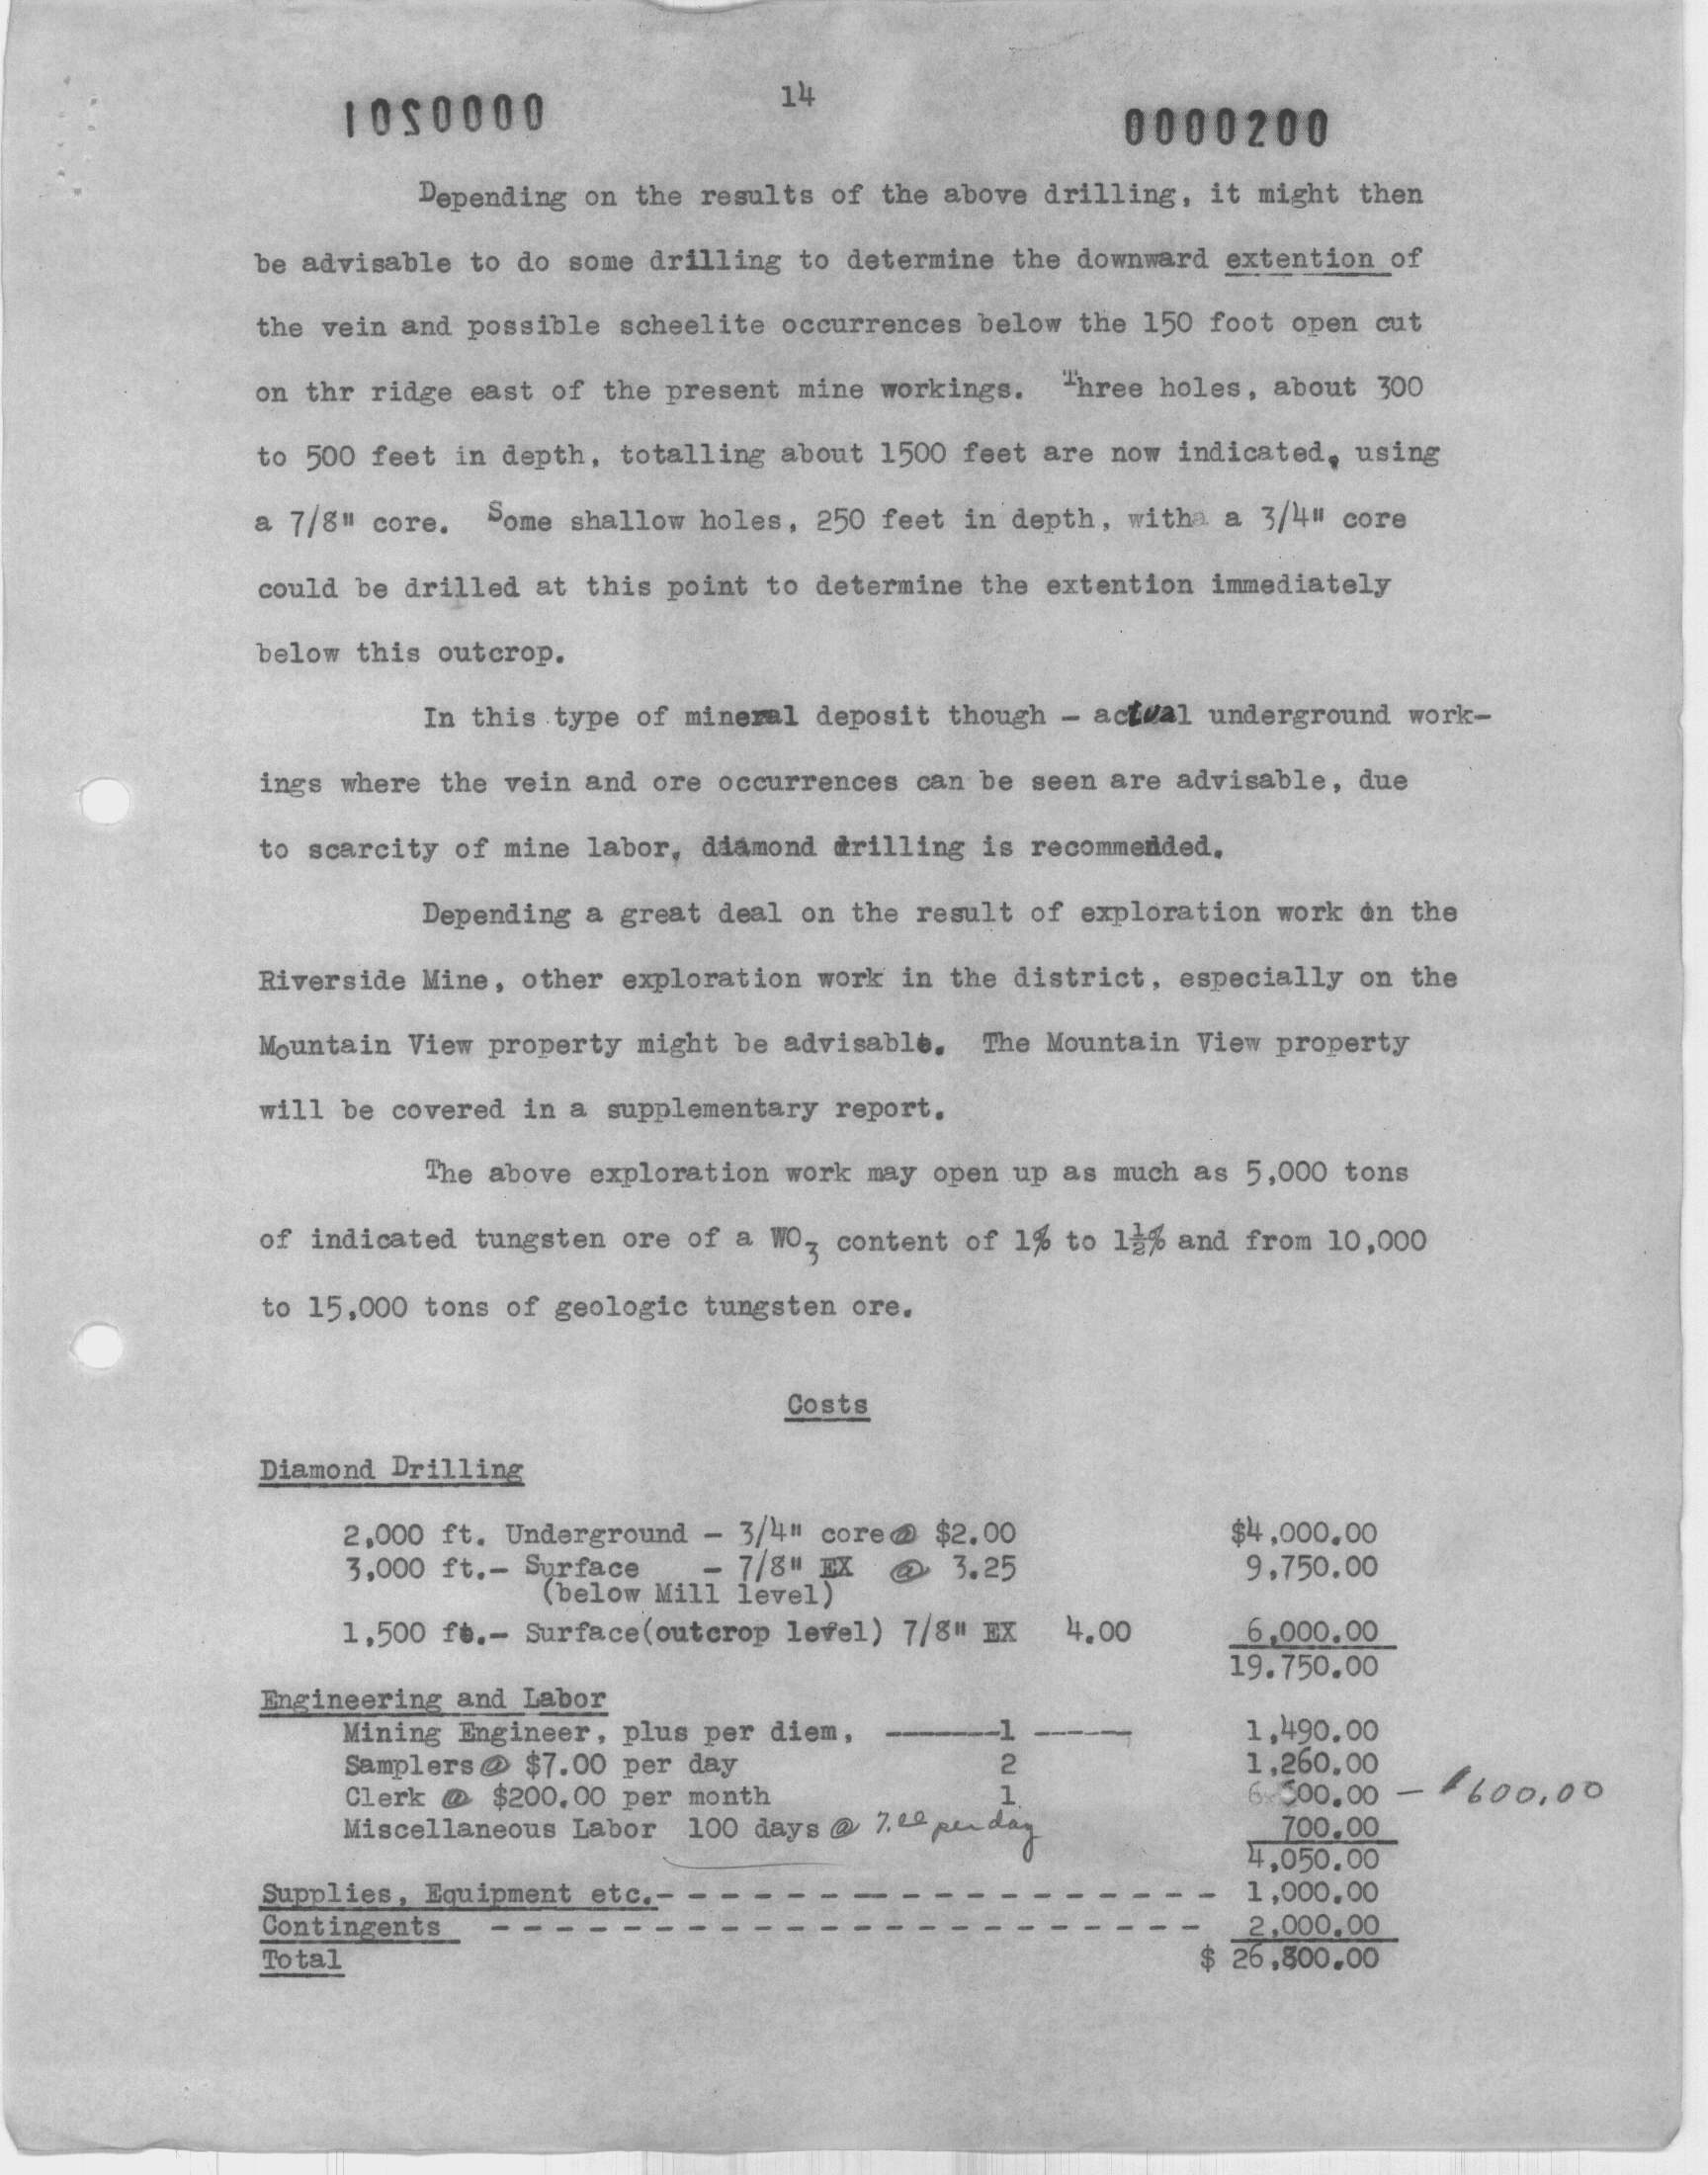 14
0000201
0000200
Depending on the results of the above drilling, it might then
be advisable to do some drilling to determine the downward extention of
the vein and possible scheelite occurrences below the 150 foot open cut
on thr ridge east of the present mine workings. Three holes, about 300
to 500 feet in depth, totalling about 1500 feet are now indicated, using
a 7/8" core. Some shallow holes, 250 feet in depth, with a 3/4" core
could be drilled at this point to determine the extention immediately
below this outcrop.
In this type of mineral deposit though - actual underground work-
ings where the vein and ore occurrences can be seen are advisable, due
to scarcity of mine labor, diamond drilling is recommended.
Depending a great deal on the result of exploration work on the
Riverside Mine, other exploration work in the district, especially on the
Mountain View property might be advisable. The Mountain View property
will be covered in a supplementary report.
The above exploration work may open up as much as 5,000 tons
of indicated tungsten ore of a WO3 content of 1% to 1½% and from 10,000
to 15,000 tons of geologic tungsten ore.
Costs
Diamond Drilling
2,000 ft. Underground - 3/4" core @ $2.00 $4,000.00
3,000 ft.- Surface - 7/8" EX @ 3.25 9,750.00
(below Mill level)
1,500 ft.- Surface(outcrop level) 7/8" EX 4.00 6,000.00
19.750.00
Engineering and Labor
Mining Engineer, plus per diem, ------1 ------ 1,490.00
Samplers @ $7.00 per day 2 1,260.00
Clerk @ $200.00 per month 1. 600.00 - $600.00
Miscellaneous Labor 100 days @ 7.00 per day 700.00
4,050.00
Supplies, Equipment etc.- - - - - - - - - - - - - - - - - - 1,000.00
Contingents - - - - - - - - - - - - - - - - - - - - - - 2,000.00
Total $ 26,800.00